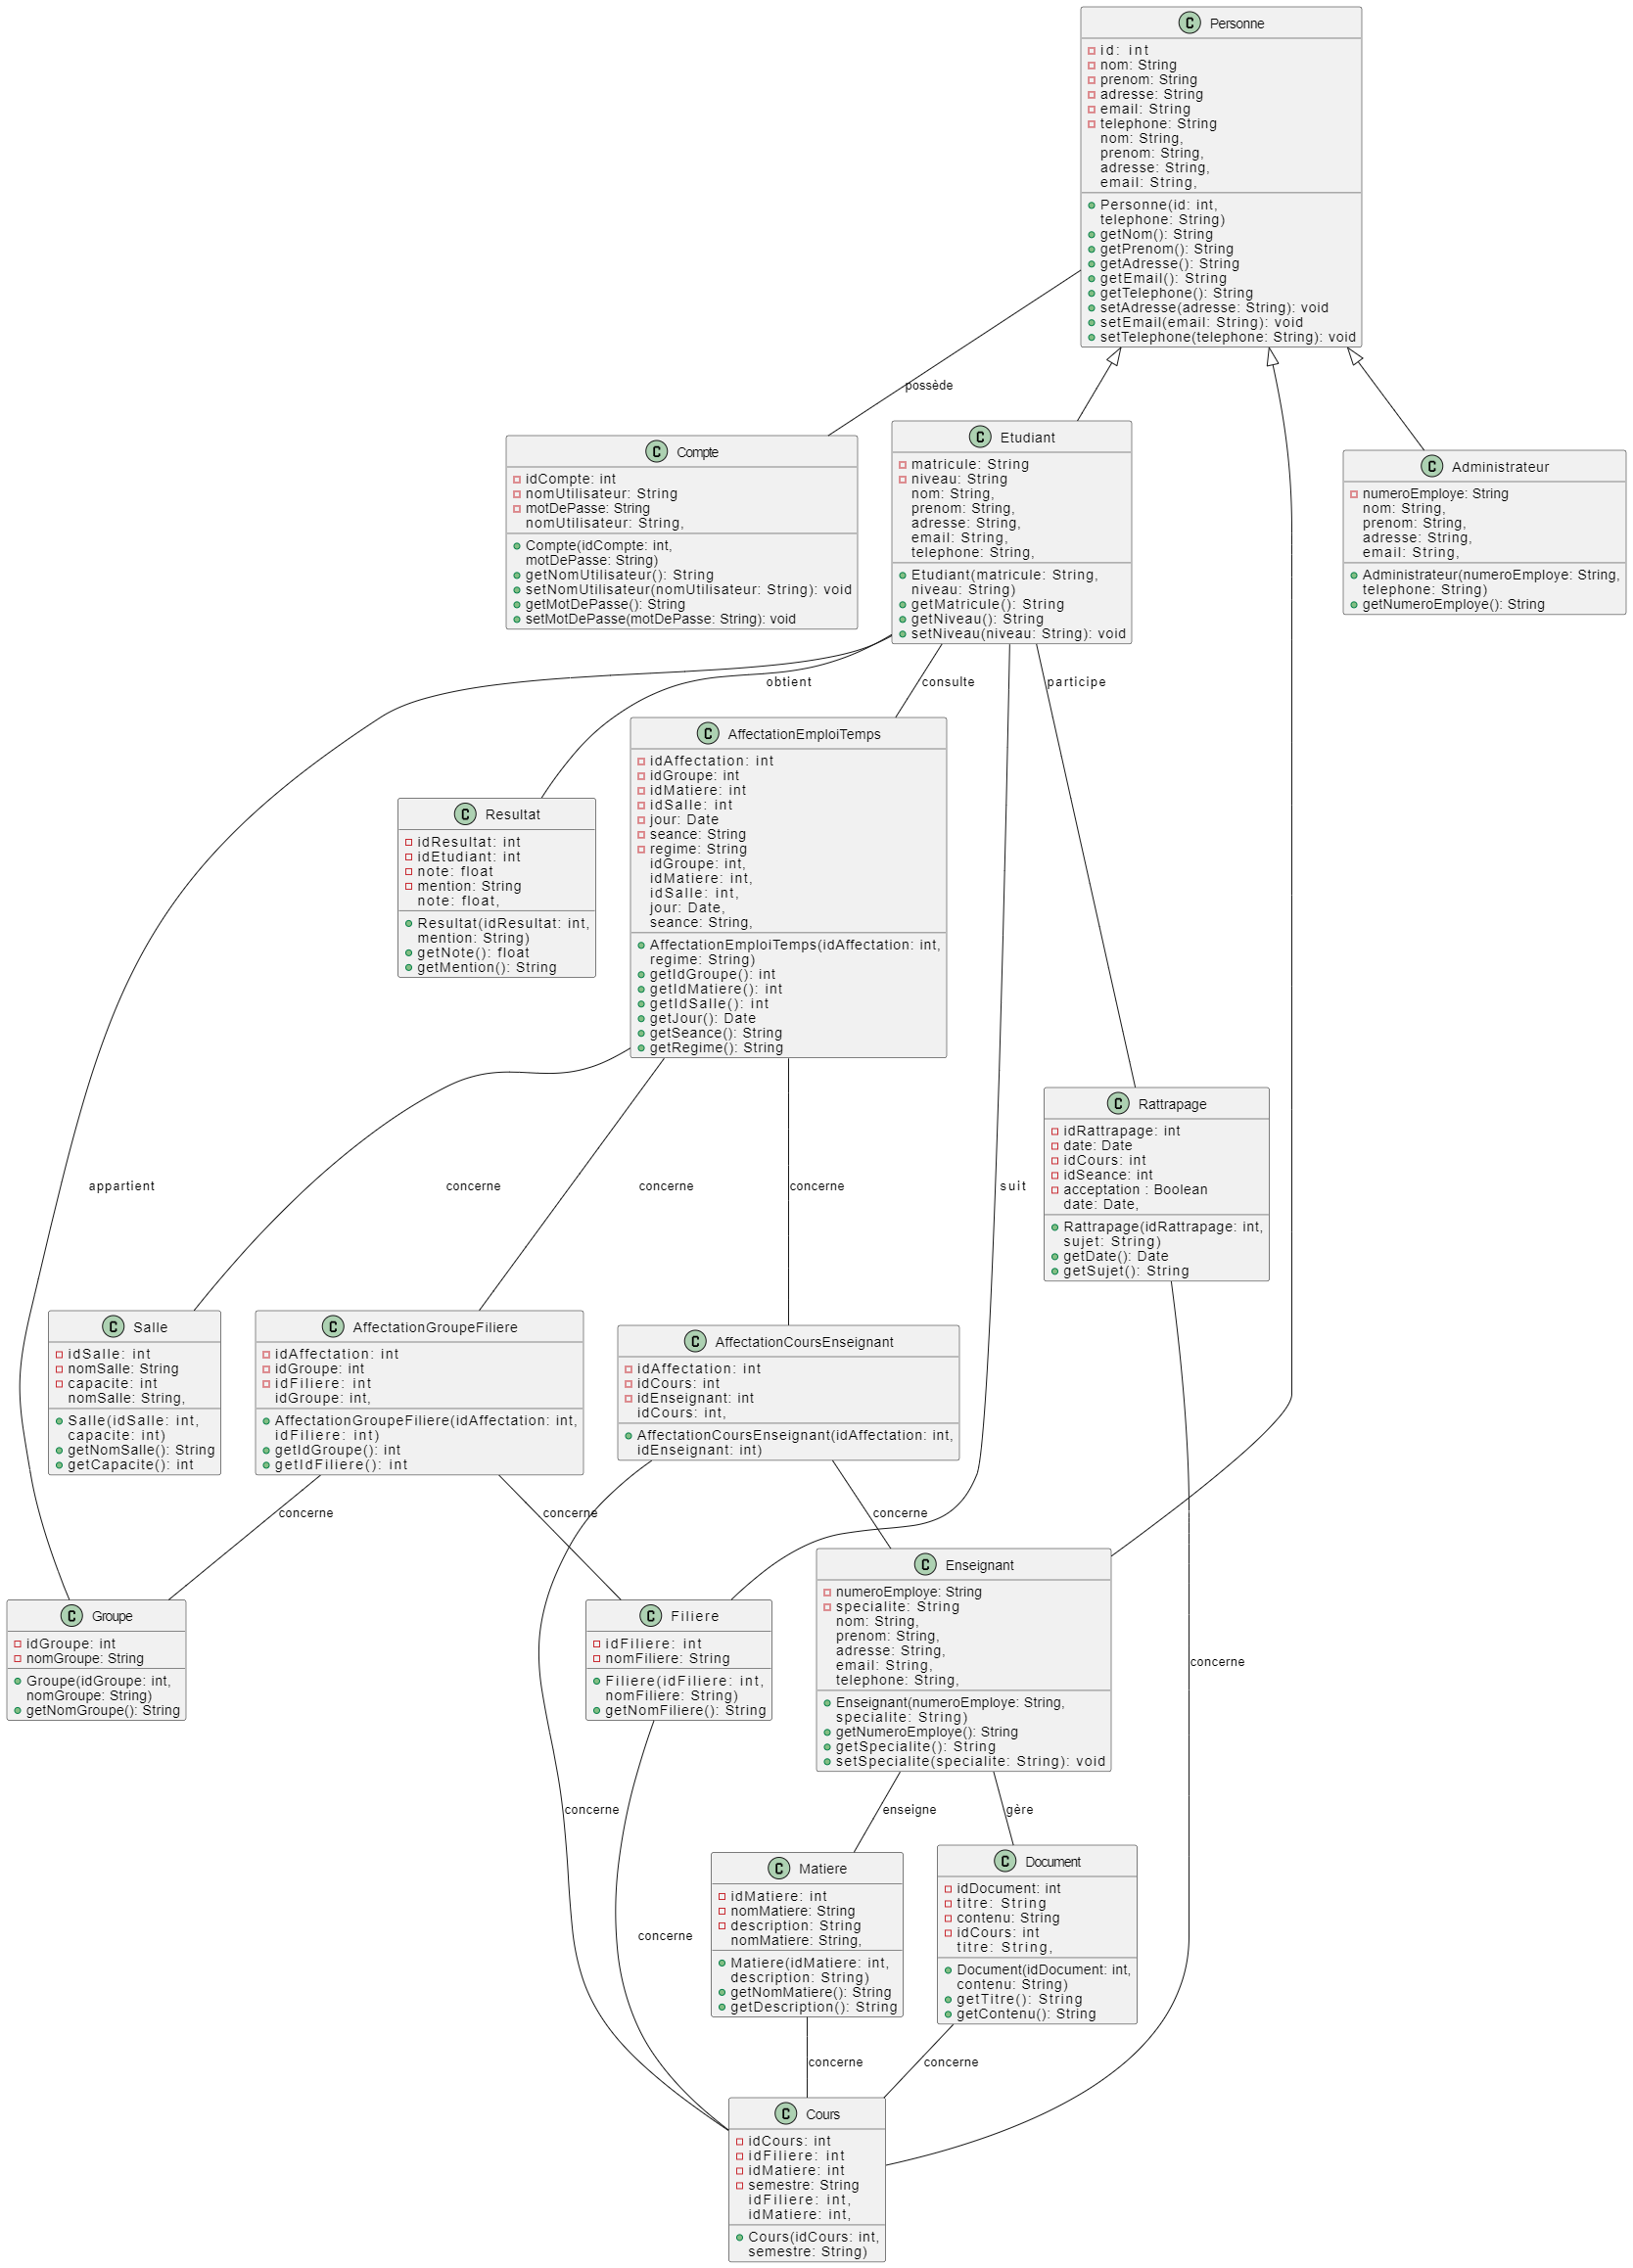 C Personne
id: int
nom: String
prenom: String
adresse: String
email: String
telephone: String
nom: String,
prenom: String,
adresse: String,
email: String,
Personne(id: int,
telephone: String)
getNom(): String
getPrenom(): String
getAdresse(): String
getEmail(): String
getTelephone(): String
setAdresse(adresse: String): void
setEmail(email: String): void
setTelephone(telephone: String): void
possède
C Compte
idCompte: int
nomUtilisateur: String
motDePasse: String
nomUtilisateur: String,
Compte(idCompte: int,
motDePasse: String)
getNomUtilisateur(): String
setNomUtilisateur(nomUtilisateur: String): void
getMotDePasse(): String
setMotDePasse(motDePasse: String): void
C Etudiant
matricule: String
niveau: String
nom: String,
prenom: String,
adresse: String,
email: String,
telephone: String,
Etudiant(matricule: String,
niveau: String)
getMatricule(): String
getNiveau(): String
setNiveau(niveau: String): void
C Administrateur
numeroEmploye: String
nom: String,
prenom: String,
adresse: String,
email: String,
Administrateur(numeroEmploye: String,
telephone: String)
getNumeroEmploye(): String
obtient
consulte
participe
C Resultat
idResultat: int
idEtudiant: int
note: float
mention: String
note: float,
Resultat(idResultat: int,
mention: String)
getNote(): float
getMention(): String
C AffectationEmploiTemps
idAffectation: int
idGroupe: int
idMatiere: int
idSalle: int
jour: Date
seance: String
regime: String
idGroupe: int,
idMatiere: int,
idSalle: int,
jour: Date,
seance: String,
AffectationEmploiTemps(idAffectation: int,
regime: String)
getIdGroupe(): int
getIdMatiere(): int
getIdSalle(): int
getJour(): Date
getSeance(): String
getRegime(): String
C Rattrapage
idRattrapage: int
date: Date
idCours: int
idSeance: int
acceptation : Boolean
date: Date,
Rattrapage(idRattrapage: int,
sujet: String)
getDate(): Date
getSujet(): String
appartient
concerne
concerne
concerne
suit
C Salle
idSalle: int
nomSalle: String
capacite: int
nomSalle: String,
Salle(idSalle: int,
capacite: int)
getNomSalle(): String
getCapacite(): int
C AffectationGroupeFiliere
idAffectation: int
idGroupe: int
idFiliere: int
idGroupe: int,
AffectationGroupeFiliere(idAffectation: int,
idFiliere: int)
getIdGroupe(): int
getIdFiliere(): int
C AffectationCoursEnseignant
idAffectation: int
idCours: int
idEnseignant: int
idCours: int,
AffectationCoursEnseignant(idAffectation: int,
idEnseignant: int)
concerne
concerne
concerne
C Groupe
idGroupe: int
nomGroupe: String
Groupe(idGroupe: int,
nomGroupe: String)
getNomGroupe(): String
C Filiere
idFiliere: int
nomFiliere: String
Filiere(idFiliere: int,
nomFiliere: String)
getNomFiliere(): String
C Enseignant
numeroEmploye: String
specialite: String
nom: String,
prenom: String,
adresse: String,
email: String,
telephone: String,
Enseignant(numeroEmploye: String,
specialite: String)
getNumeroEmploye(): String
getSpecialite(): String
setSpecialite(specialite: String): void
concerne
concerne
enseigne
gère
concerne
C Matiere
idMatiere: int
nomMatiere: String
description: String
nomMatiere: String,
Matiere(idMatiere: int,
description: String)
getNomMatiere(): String
getDescription(): String
C Document
idDocument: int
titre: String
contenu: String
idCours: int
titre: String,
Document(idDocument: int,
contenu: String)
getTitre(): String
getContenu(): String
concerne
concerne
C Cours
idCours: int
idFiliere: int
idMatiere: int
semestre: String
idFiliere: int,
idMatiere: int,
Cours(idCours: int,
semestre: String)